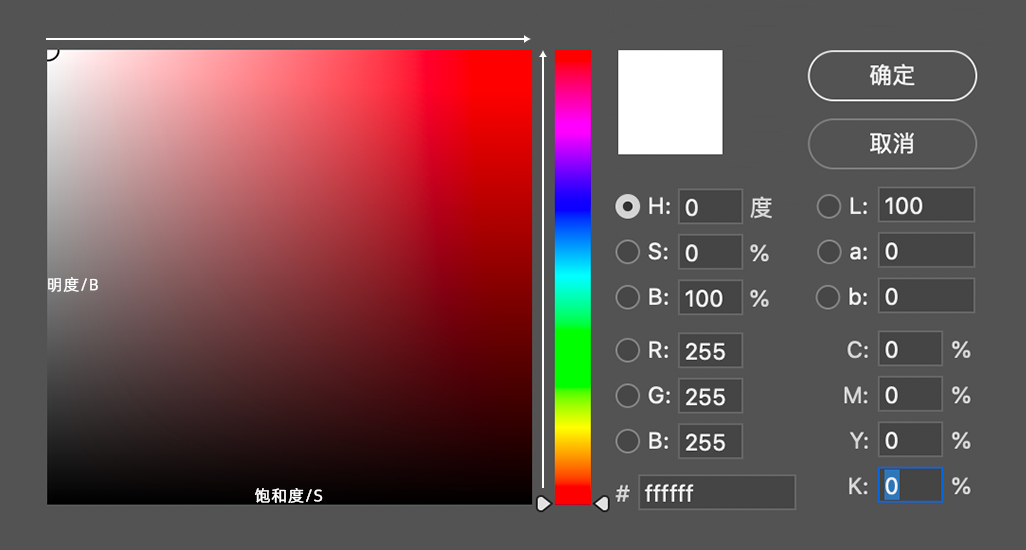 确定
取消
H: 0 度
L: 100
S: 0 %
a: 0
B: 100 %
b: 0
明度/B
R: 255
C: 0 %
G: 255
M: 0 %
B: 255
Y: 0 %
饱和度/S
# ffffff
K: 0 %